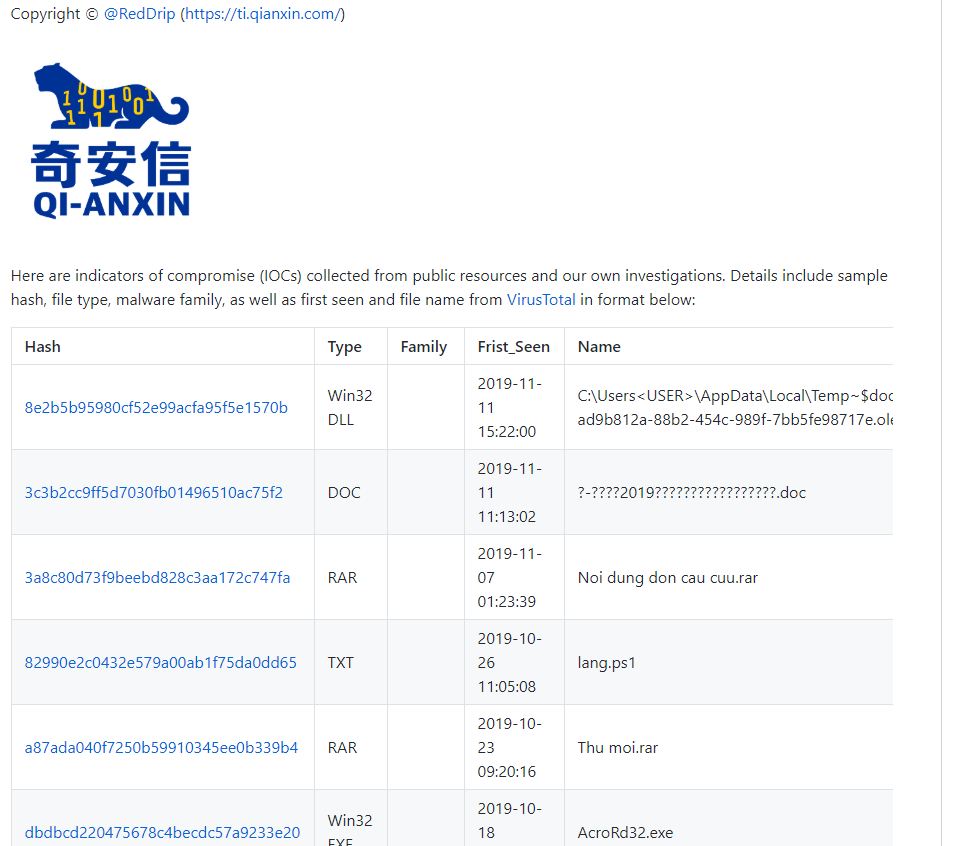 Copyright © @RedDrip (https://ti.qianxin.com/)
1 0 1 1 0 1 0 0 1 1 1
奇安信
QI-ANXIN
Here are indicators of compromise (IOCs) collected from public resources and our own investigations. Details include sample
hash, file type, malware family, as well as first seen and file name from VirusTotal in format below:
Hash Type Family Frist_Seen Name
8e2b5b95980cf52e99acfa95f5e1570b Win32 DLL 2019-11-11 15:22:00 C:\Users<USER>\AppData\Local\Temp~$doc
ad9b812a-88b2-454c-989f-7bb5fe98717e.ole
3c3b2cc9ff5d7030fb01496510ac75f2 DOC 2019-11-11 11:13:02 ?-????2019?????????????????.doc
3a8c80d73f9beebd828c3aa172c747fa RAR 2019-11-07 01:23:39 Noi dung don cau cuu.rar
82990e2c0432e579a00ab1f75da0dd65 TXT 2019-10-26 11:05:08 lang.ps1
a87ada040f7250b59910345ee0b339b4 RAR 2019-10-23 09:20:16 Thu moi.rar
dbdbcd220475678c4becdc57a9233e20 Win32 EXE 2019-10-18 AcroRd32.exe